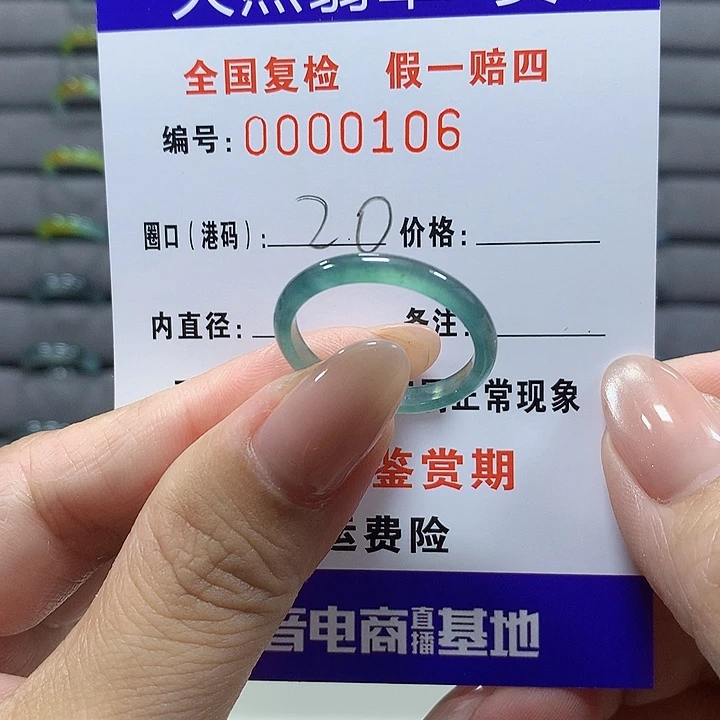 全国复检 假一赔四
编号:0000106
圈口(港码):20 价格:
内直径: 备注:
正常现象
鉴赏期
运费险
音电商直播基地